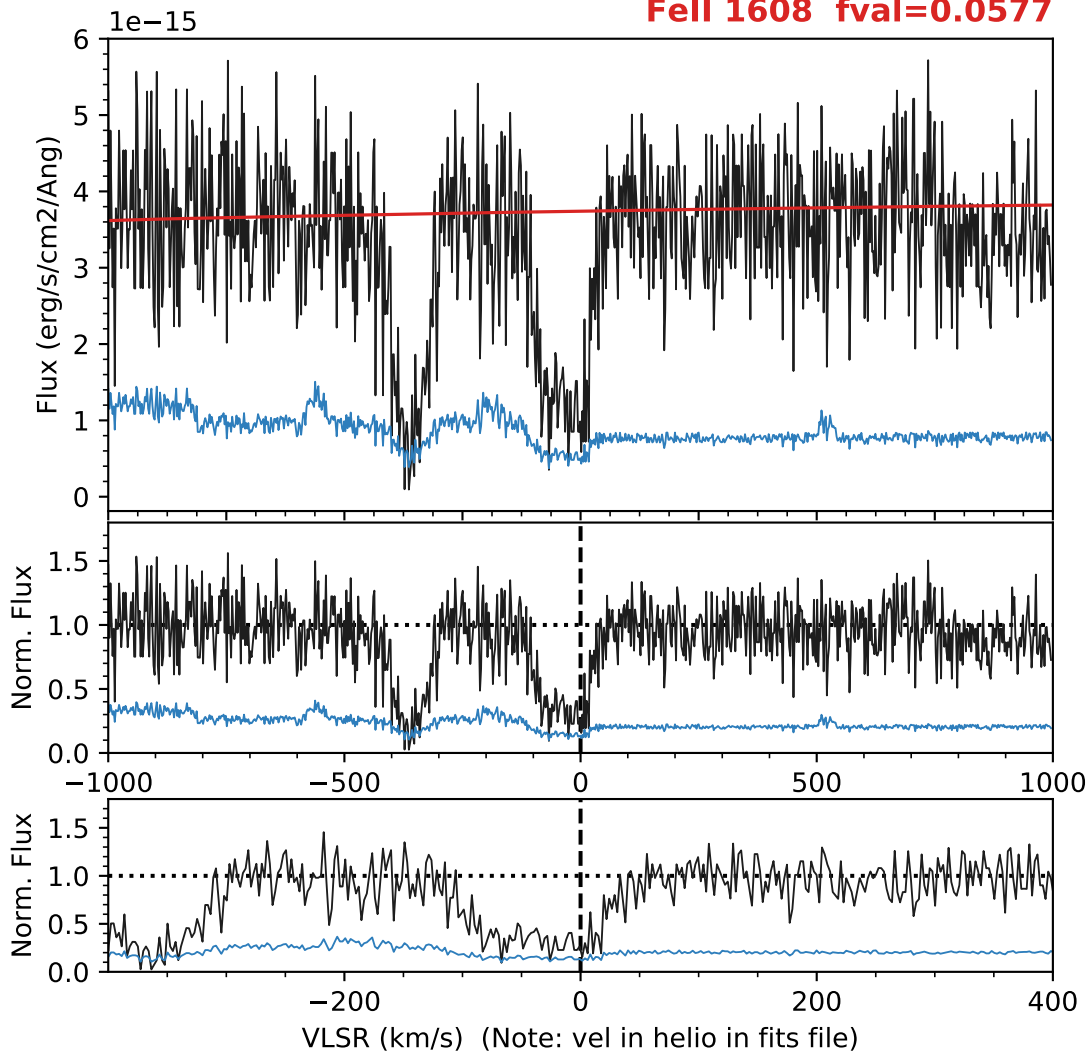 FeII 1608 fval=0.0577
1e−15
6
5
4
3
2
1
0
Flux (erg/s/cm2/Ang)
1.5
1.0
0.5
0.0
Norm. Flux
−1000 −500 0 500 1000
1.5
1.0
0.5
0.0
Norm. Flux
−200 0 200 400
VLSR (km/s) (Note: vel in helio in fits file)